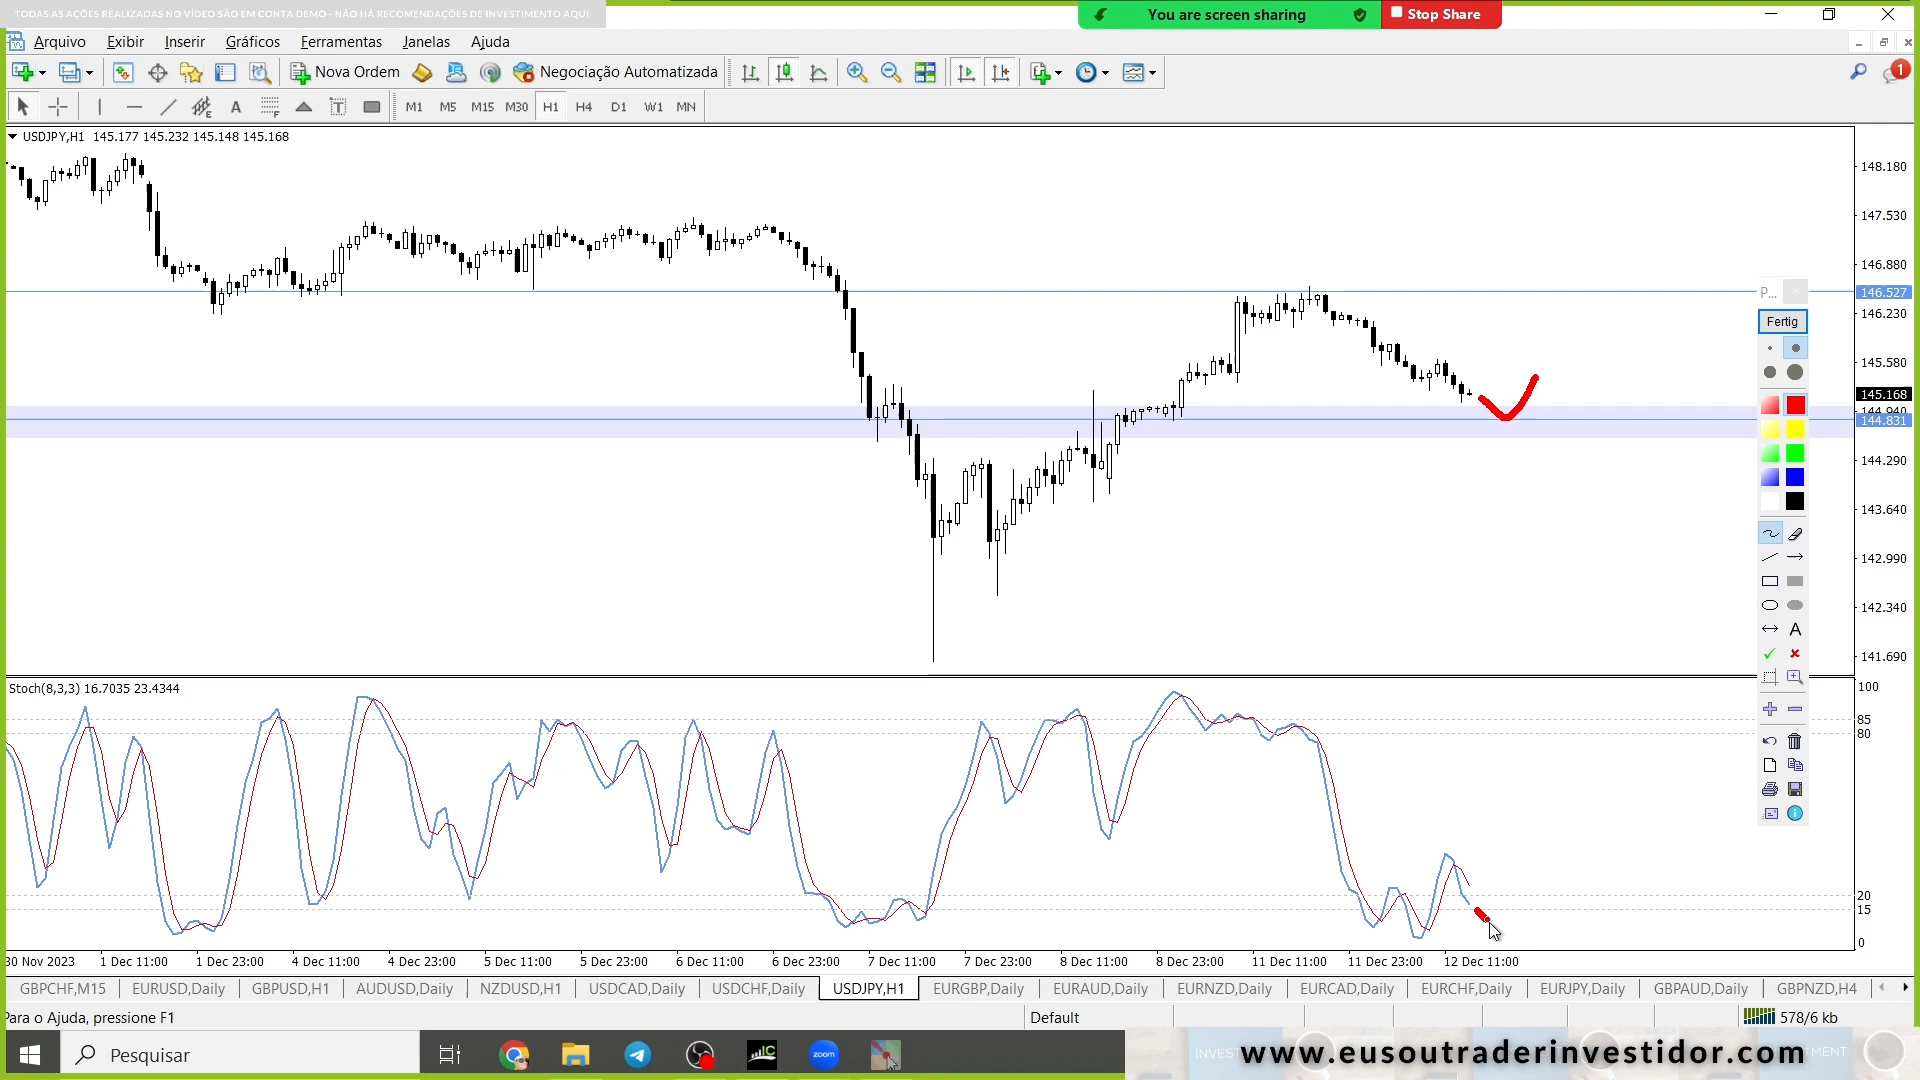 TODAS AS AÇÕES REALIZADAS NO VÍDEO SÃO EM CONTA DEMO - NÃO HÁ RECOMENDAÇÕES DE INVESTIMENTO AQUI
You are screen sharing
Stop Share
Arquivo Exibir Inserir Gráficos Ferramentas Janelas Ajuda
Nova Ordem Negociação Automatizada
1
A T M1 M5 M15 M30 H1 H4 D1 W1 MN
USDJPY,H1 145.177 145.232 145.148 145.168
148.180
147.530
146.880
146.527
146.230
145.580
145.168
144.940
144.831
144.290
143.640
142.990
142.340
141.690
P...
Fertig
A
Stoch(8,3,3) 16.7035 23.4344
100
85
80
20
15
0
30 Nov 2023 1 Dec 11:00 1 Dec 23:00 4 Dec 11:00 4 Dec 23:00 5 Dec 11:00 5 Dec 23:00 6 Dec 11:00 6 Dec 23:00 7 Dec 11:00 7 Dec 23:00 8 Dec 11:00 8 Dec 23:00 11 Dec 11:00 11 Dec 23:00 12 Dec 11:00
GBPCHF,M15 EURUSD,Daily GBPUSD,H1 AUDUSD,Daily NZDUSD,H1 USDCAD,Daily USDCHF,Daily USDJPY,H1 EURGBP,Daily EURAUD,Daily EURNZD,Daily EURCAD,Daily EURCHF,Daily EURJPY,Daily GBPAUD,Daily GBPNZD,H4
Para o Ajuda, pressione F1
Default
578/6 kb
Pesquisar
zoom
www.eusoutraderinvestidor.com